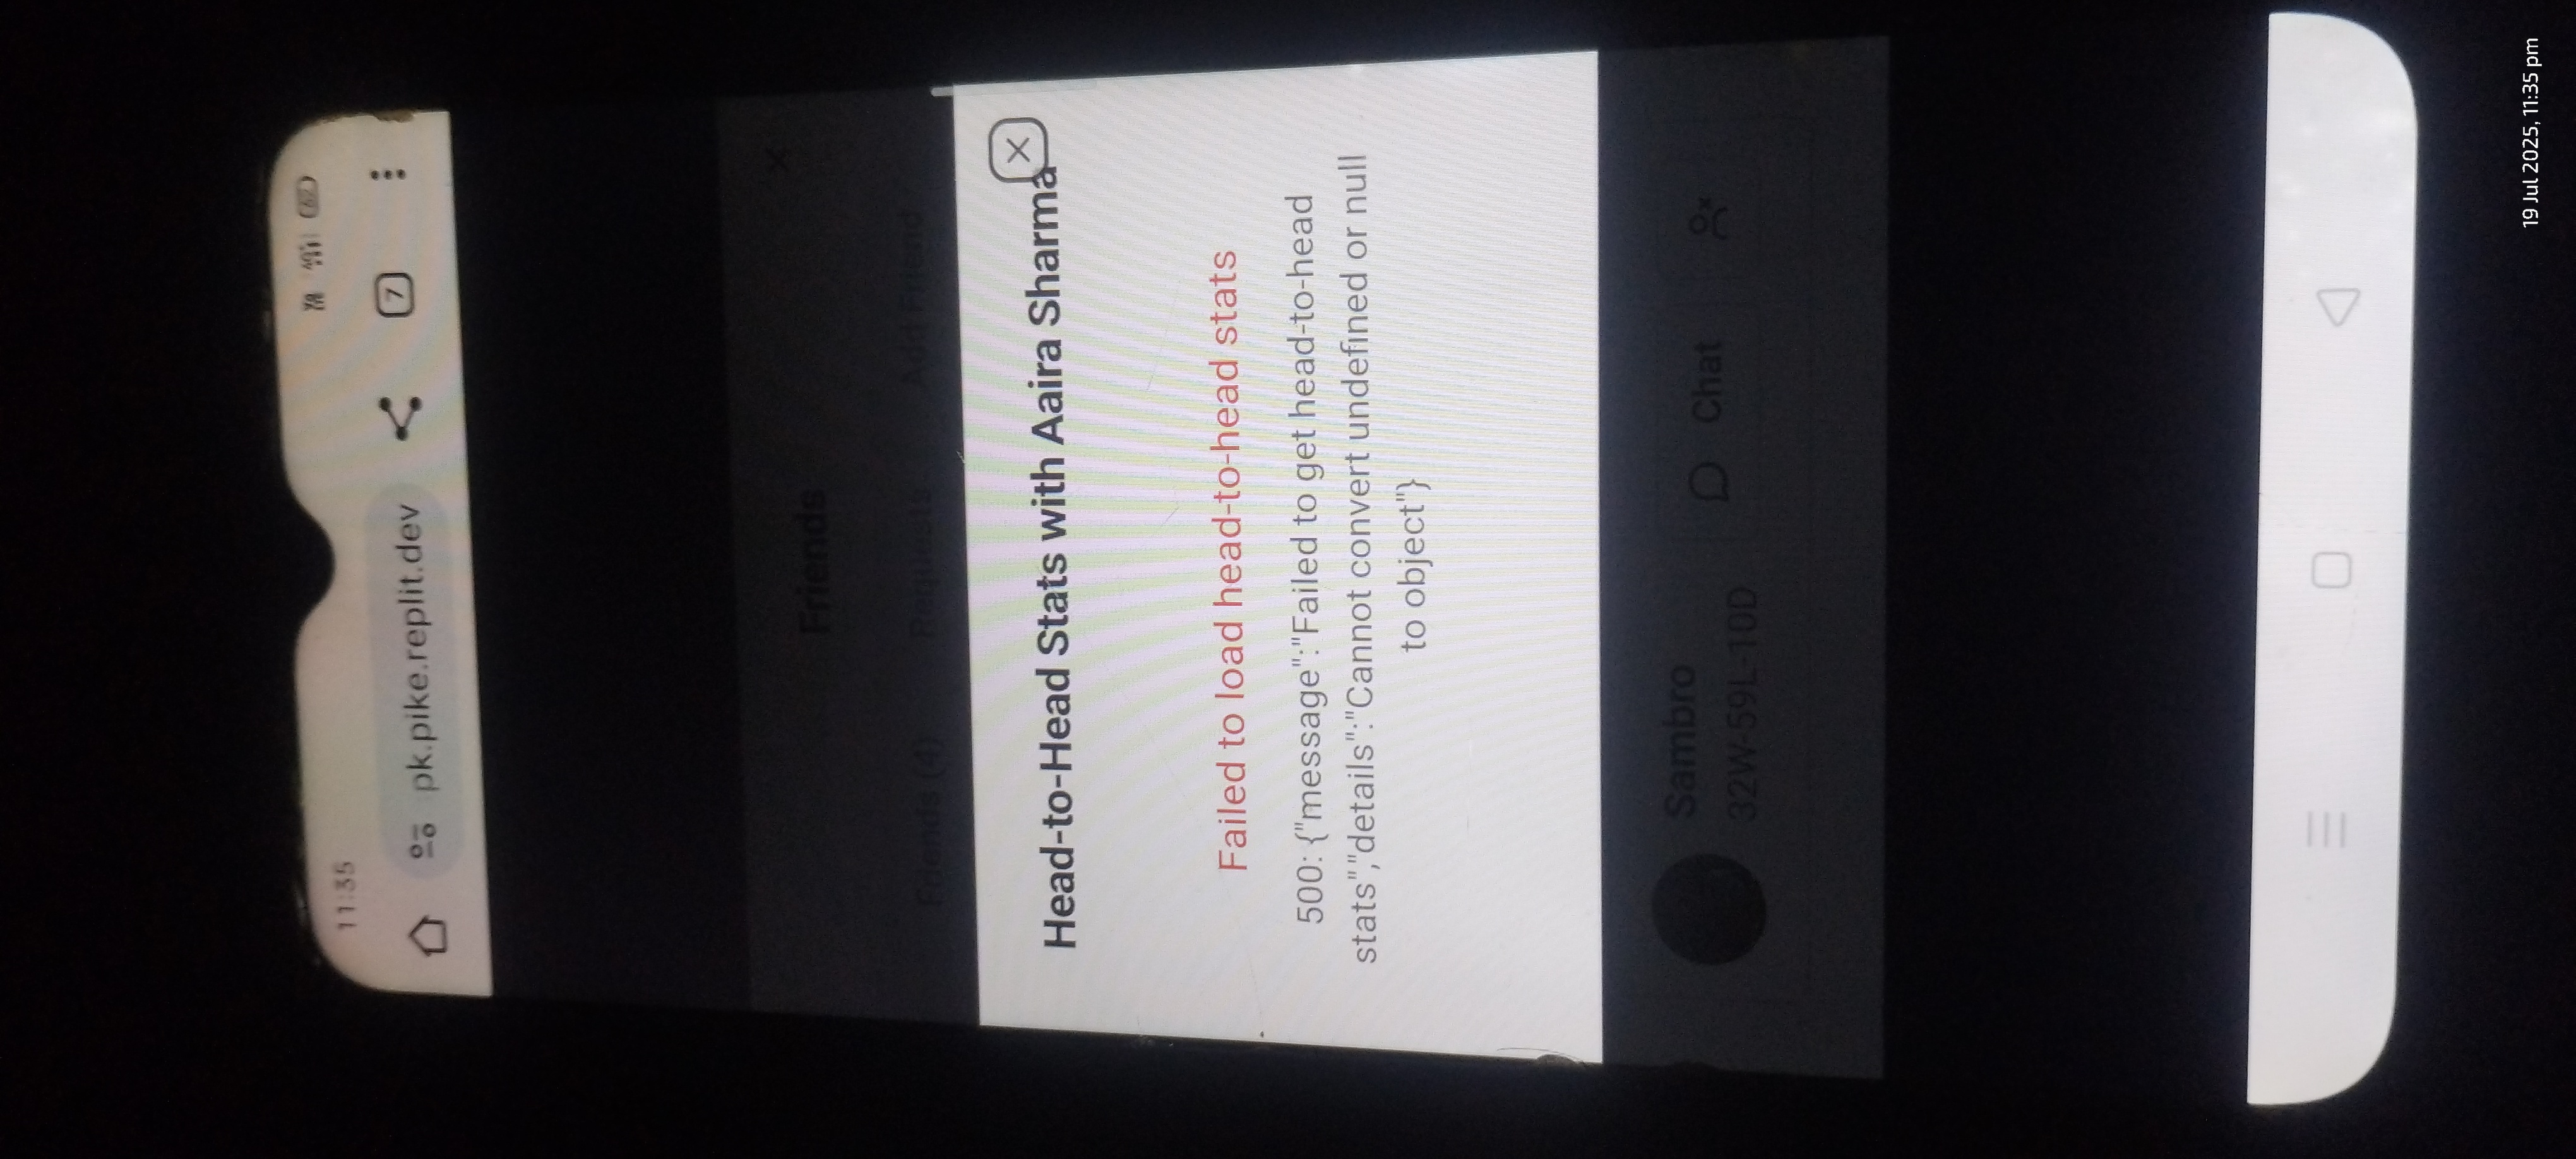 11:35
pk.pike.replit.dev
7
Friends
Friends (4) Requests Add Friend
Head-to-Head Stats with Aaira Sharma
Failed to load head-to-head stats
500: {"message":"Failed to get head-to-head
stats","details":"Cannot convert undefined or null
to object"}
Sambro
32W-59L-10D
Chat
19 Jul 2025, 11:35 pm